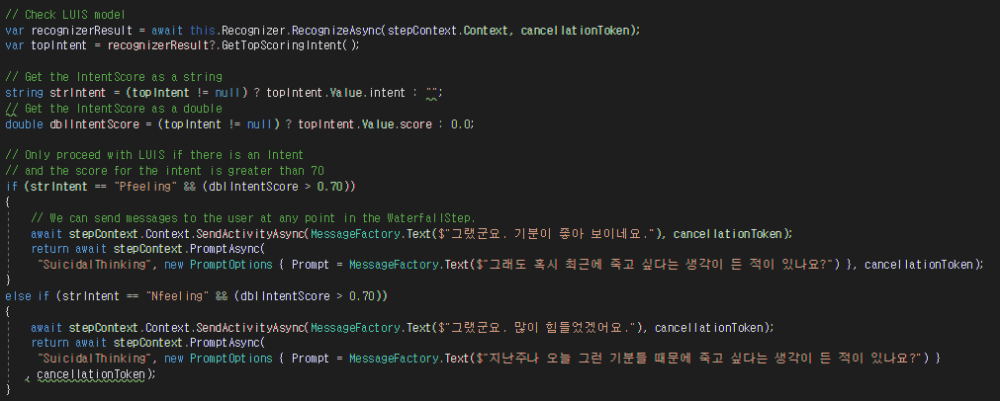 // Check LUIS model
var recognizerResult = await this.Recognizer.RecognizeAsync(stepContext.Context, cancellationToken);
var topIntent = recognizerResult?.GetTopScoringIntent();
// Get the IntentScore as a string
string strIntent = (topIntent != null) ? topIntent.Value.intent : "";
// Get the IntentScore as a double
double dblIntentScore = (topIntent != null) ? topIntent.Value.score : 0.0;
// Only proceed with LUIS if there is an Intent
// and the score for the intent is greater than 70
if (strIntent == "Pfeeling" && (dblIntentScore > 0.70))
{
// We can send messages to the user at any point in the WaterfallStep.
await stepContext.Context.SendActivityAsync(MessageFactory.Text($"그랬군요. 기분이 좋아 보이네요."), cancellationToken);
return await stepContext.PromptAsync(
"SuicidalThinking", new PromptOptions { Prompt = MessageFactory.Text($"그래도 혹시 최근에 죽고 싶다는 생각이 든 적이 있나요?") }, cancellationToken);
}
else if (strIntent == "Nfeeling" && (dblIntentScore > 0.70))
{
await stepContext.Context.SendActivityAsync(MessageFactory.Text($"그랬군요. 많이 힘들었겠어요."), cancellationToken);
return await stepContext.PromptAsync(
"SuicidalThinking", new PromptOptions { Prompt = MessageFactory.Text($"지난주나 오늘 그런 기분들 때문에 죽고 싶다는 생각이 든 적이 있나요?") }
, cancellationToken);
}